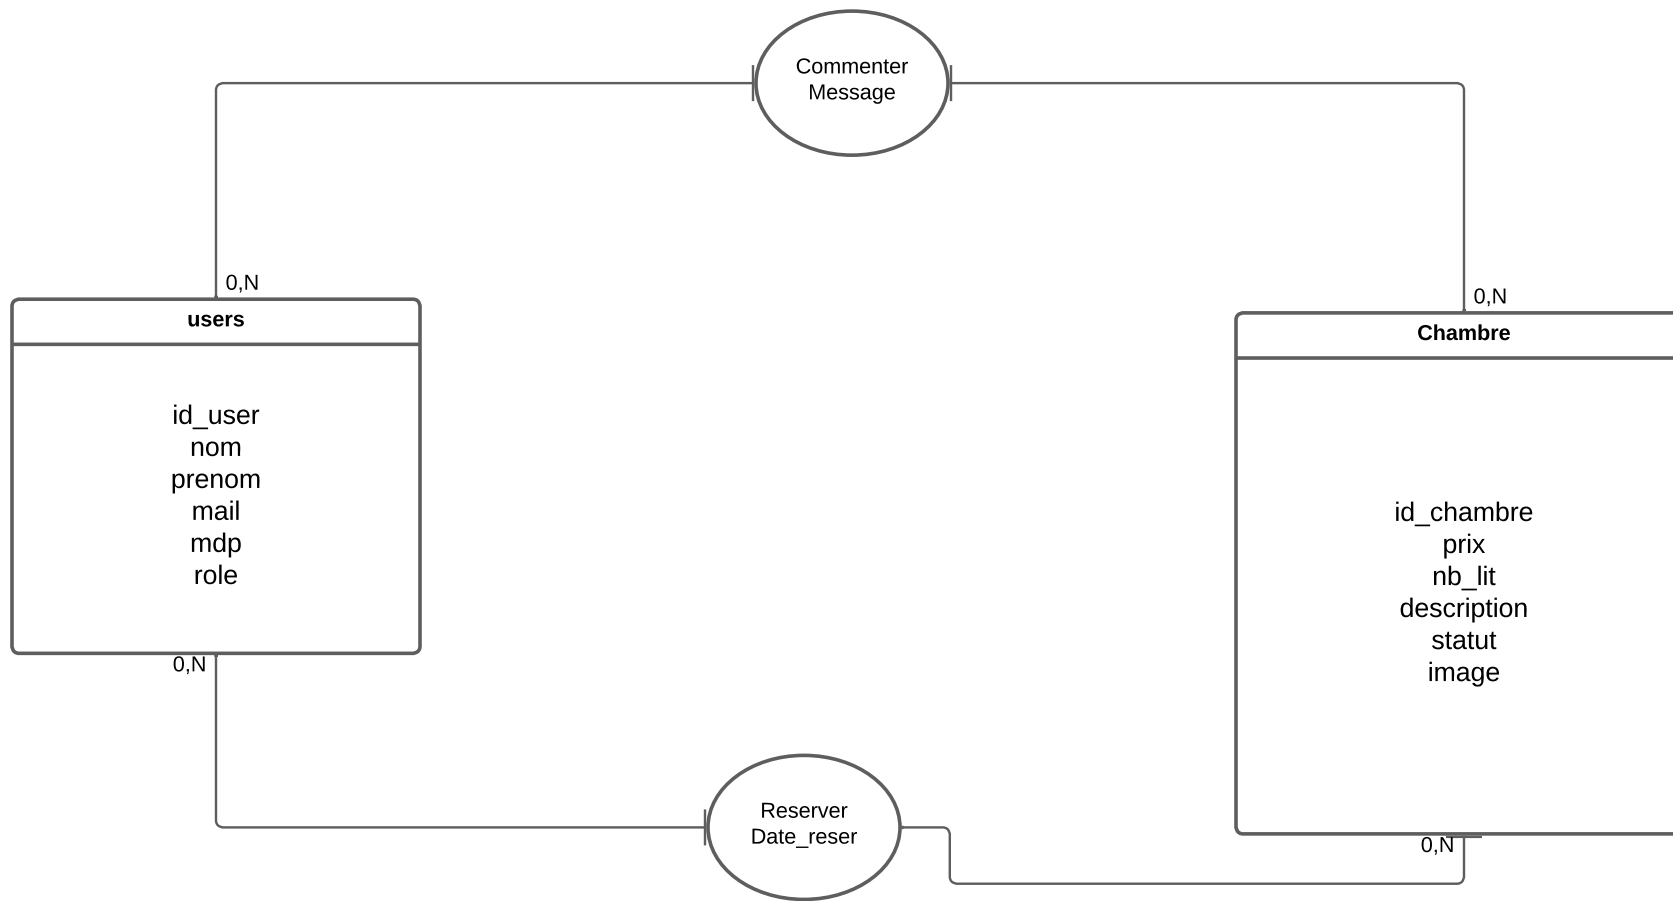 Commenter
Message
0,N
0,N
users
Chambre
id_user
nom
prenom
mail
mdp
role
id_chambre
prix
nb_lit
description
statut
image
0,N
Reserver
Date_reser
0,N